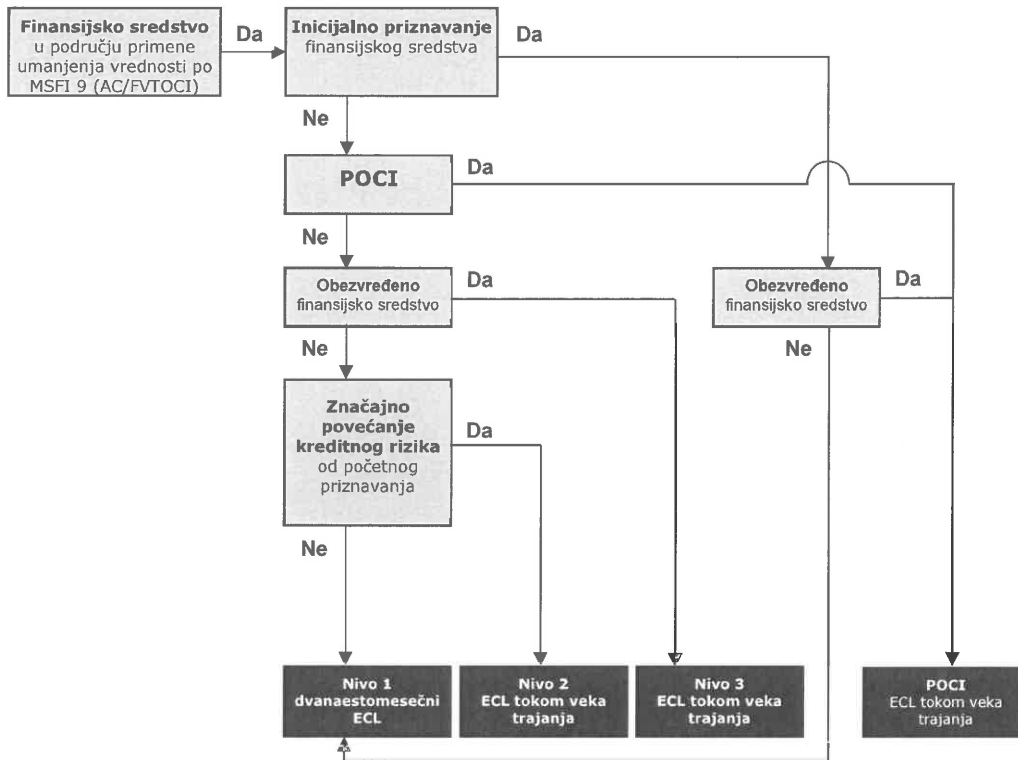 Finansijsko sredstvo
u području primene
umanjenja vrednosti po
MSFI 9 (AC/FVTOCI)
Da
Inicijalno priznavanje
finansijskog sredstva
Da
Ne
POCI
Da
Ne
Obezvređeno
finansijsko sredstvo
Da
Obezvređeno
finansijsko sredstvo
Da
Ne
Ne
Značajno
povećanje
kreditnog rizika
od početnog
priznavanja
Da
Ne
Nivo 1
dvanaestomesečni
ECL
Nivo 2
ECL tokom veka
trajanja
Nivo 3
ECL tokom veka
trajanja
POCI
ECL tokom veka
trajanja